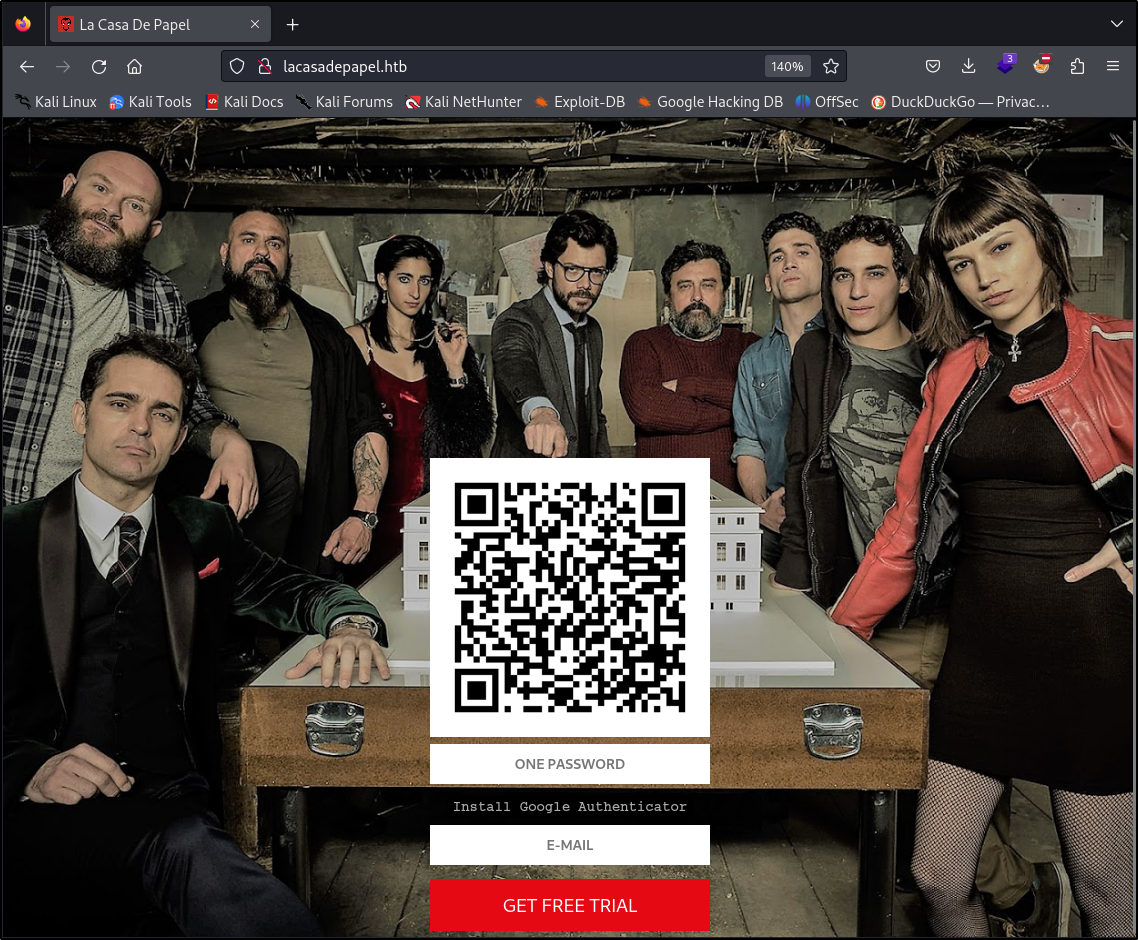 La Casa De Papel
lacasadepapel.htb 140% 3
Kali Linux Kali Tools Kali Docs Kali Forums Kali NetHunter Exploit-DB Google Hacking DB OffSec DuckDuckGo — Privac…
ONE PASSWORD
Install Google Authenticator
E-MAIL
GET FREE TRIAL